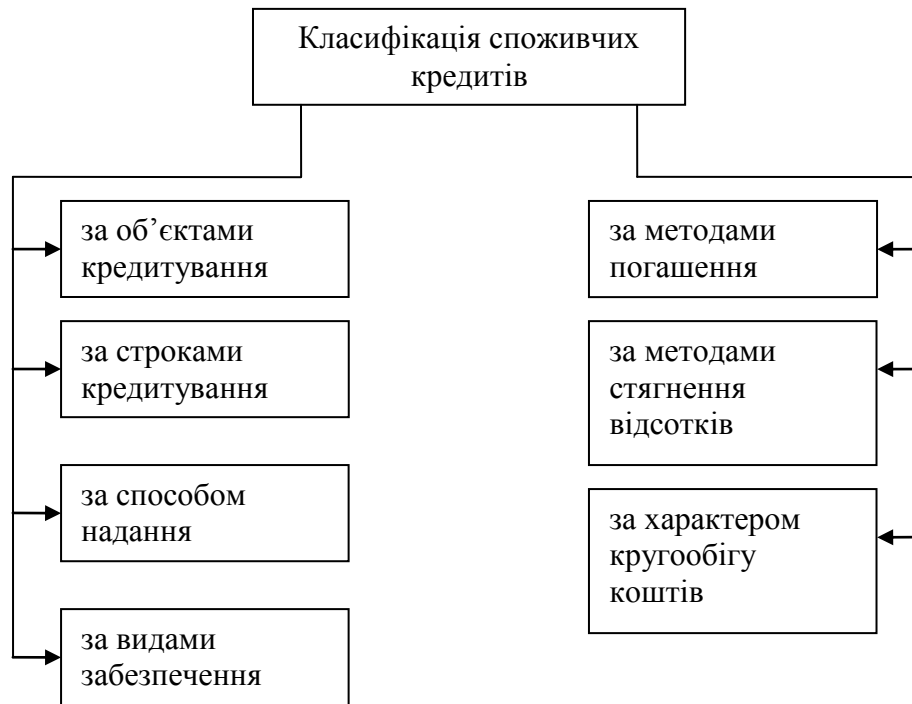 Класифікація споживчих
кредитів
за об’єктами
кредитування
за строками
кредитування
за способом
надання
за видами
забезпечення
за методами
погашення
за методами
стягнення
відсотків
за характером
кругообігу
коштів